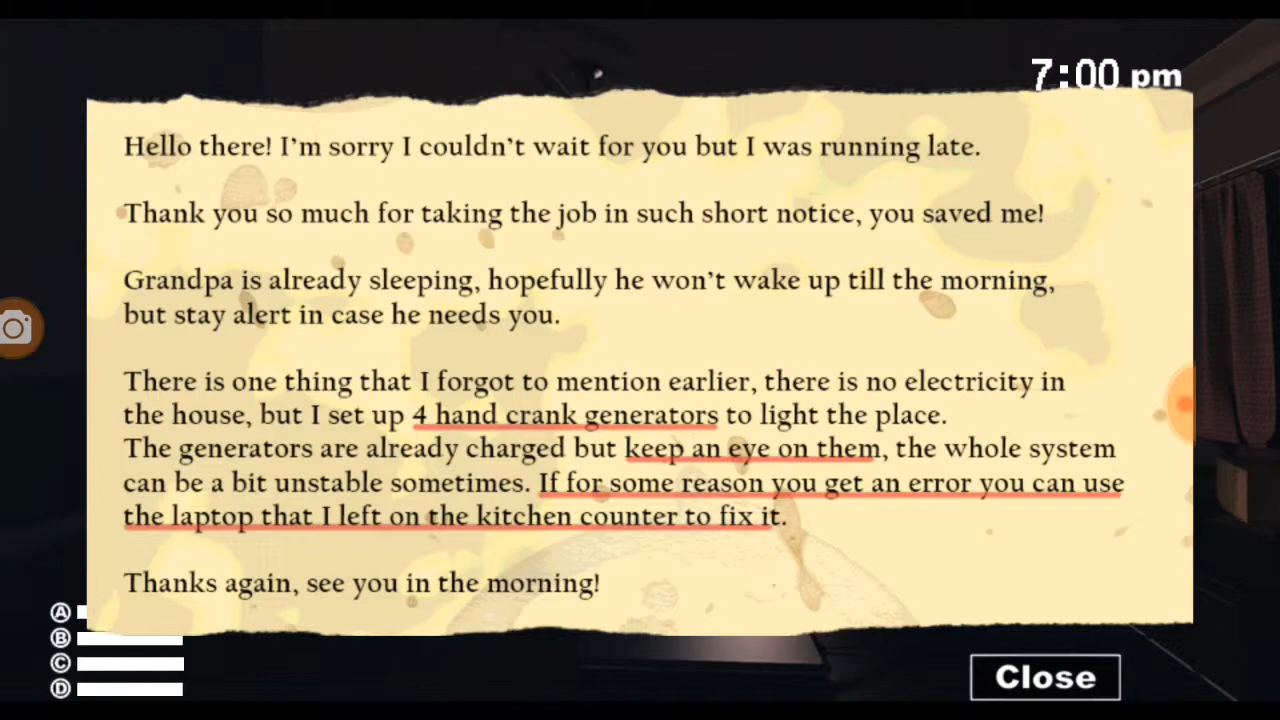 7:00 pm
Hello there! I'm sorry I couldn't wait for you but I was running late.
Thank you so much for taking the job in such short notice, you saved me!
Grandpa is already sleeping, hopefully he won't wake up till the morning,
but stay alert in case he needs you.
There is one thing that I forgot to mention earlier, there is no electricity in
the house, but I set up 4 hand crank generators to light the place.
The generators are already charged but keep an eye on them, the whole system
can be a bit unstable sometimes. If for some reason you get an error you can use
the laptop that I left on the kitchen counter to fix it.
Thanks again, see you in the morning!
A
B
C
D
Close